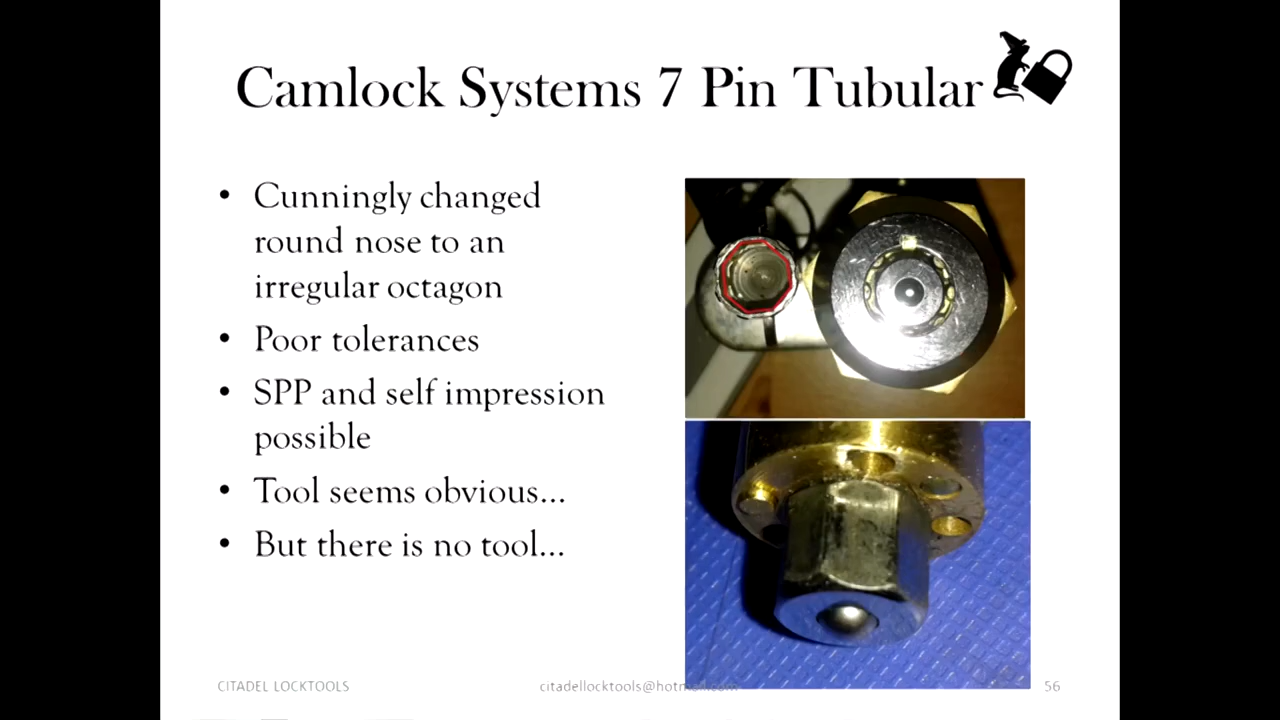 Camlock Systems 7 Pin Tubular
• Cunningly changed
round nose to an
irregular octagon
• Poor tolerances
• SPP and self impression
possible
• Tool seems obvious...
• But there is no tool...
CITADEL LOCKTOOLS
citadellocktools@hotmail.com
56